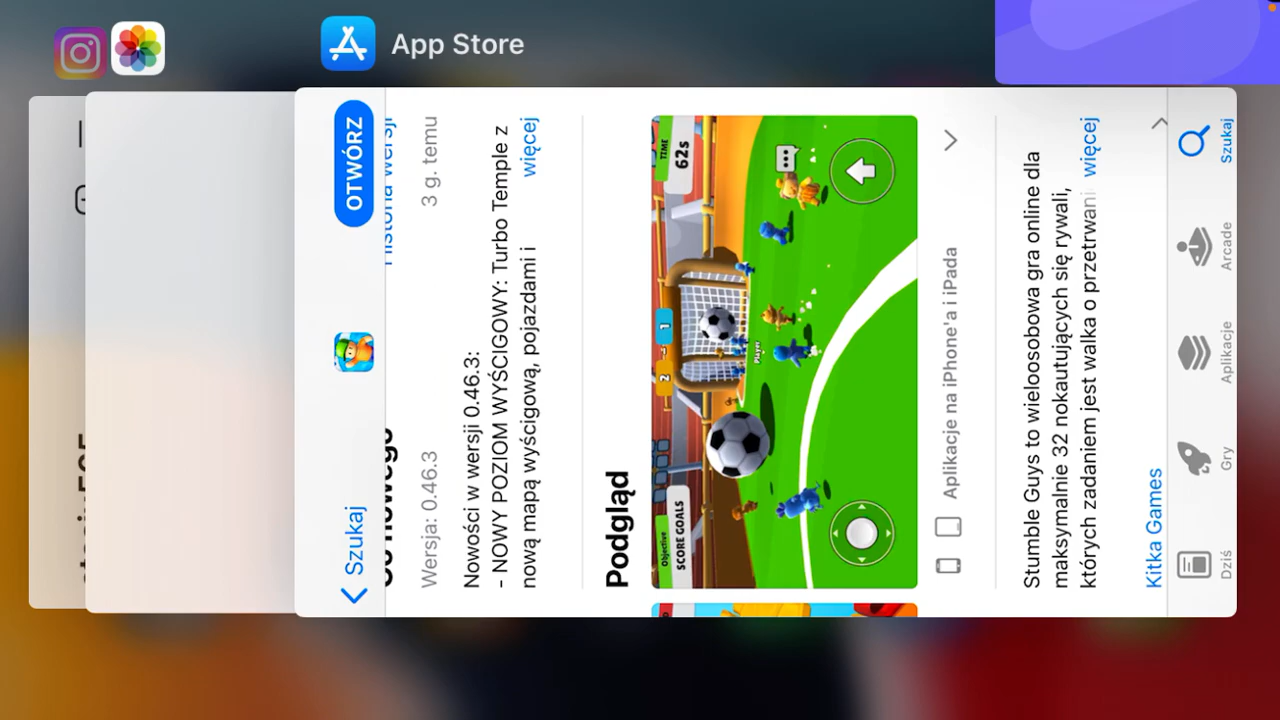 App Store
Szukaj
OTWÓRZ
Co nowego
Historia wersji
Wersja: 0.46.3
3 g. temu
Nowości w wersji 0.46.3:
- NOWY POZIOM WYŚCIGOWY: Turbo Temple z
nową mapą wyścigową, pojazdami i
więcej
Podgląd
Objective
SCORE GOALS
2
1
TIME
62s
Player
Aplikacje na iPhone'a i iPada
Stumble Guys to wieloosobowa gra online dla
maksymalnie 32 nokautujących się rywali,
których zadaniem jest walka o przetrwani
więcej
Kitka Games
Dziś
Gry
Aplikacje
Arcade
Szukaj